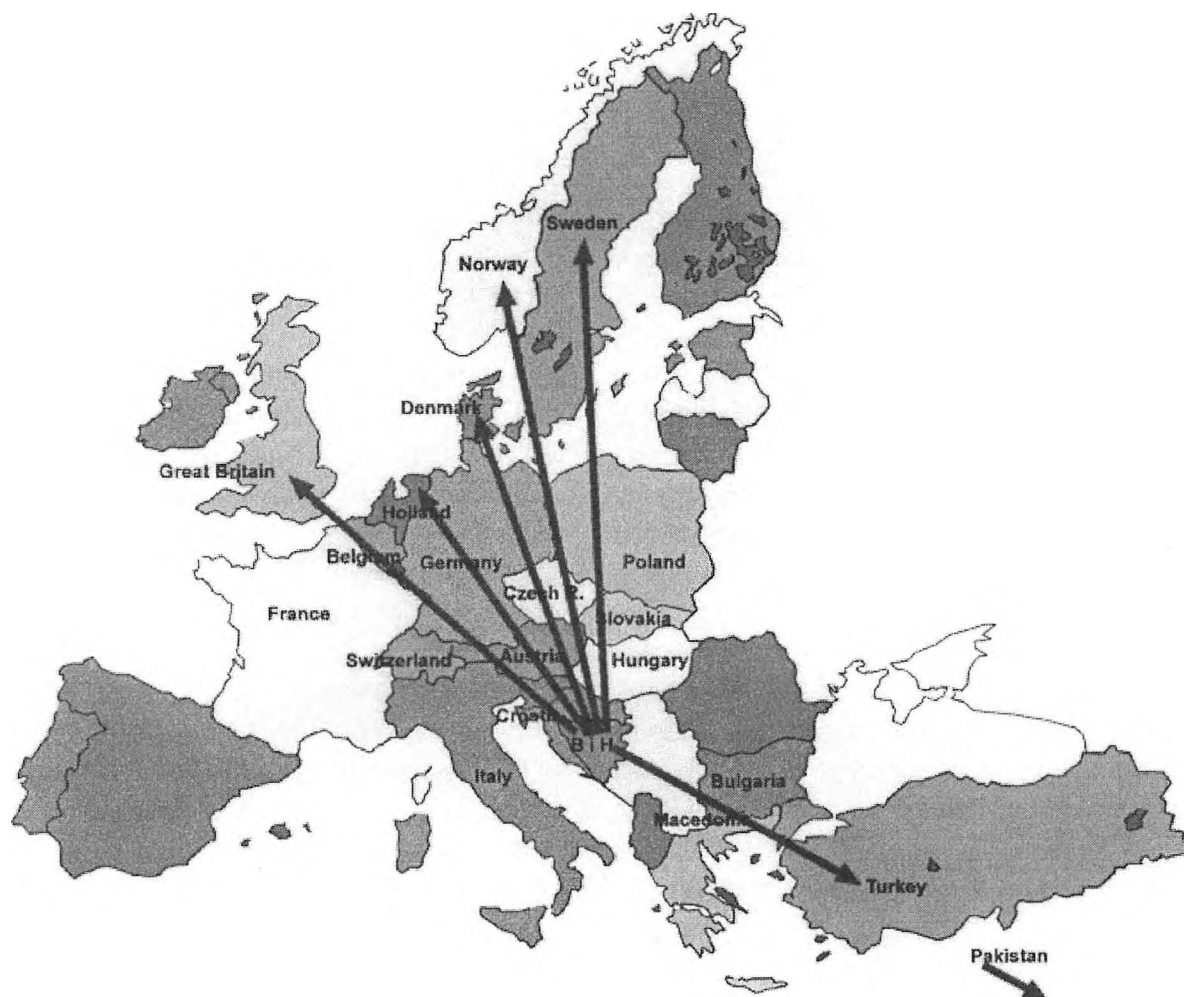 Sweden
Norway
Denmark
Great Britain
Holland
Belgium
Germany
Poland
Czech R.
France
Slovakia
Switzerland
Austria
Hungary
Croatia
B i H
Italy
Bulgaria
Macedonia
Turkey
Pakistan